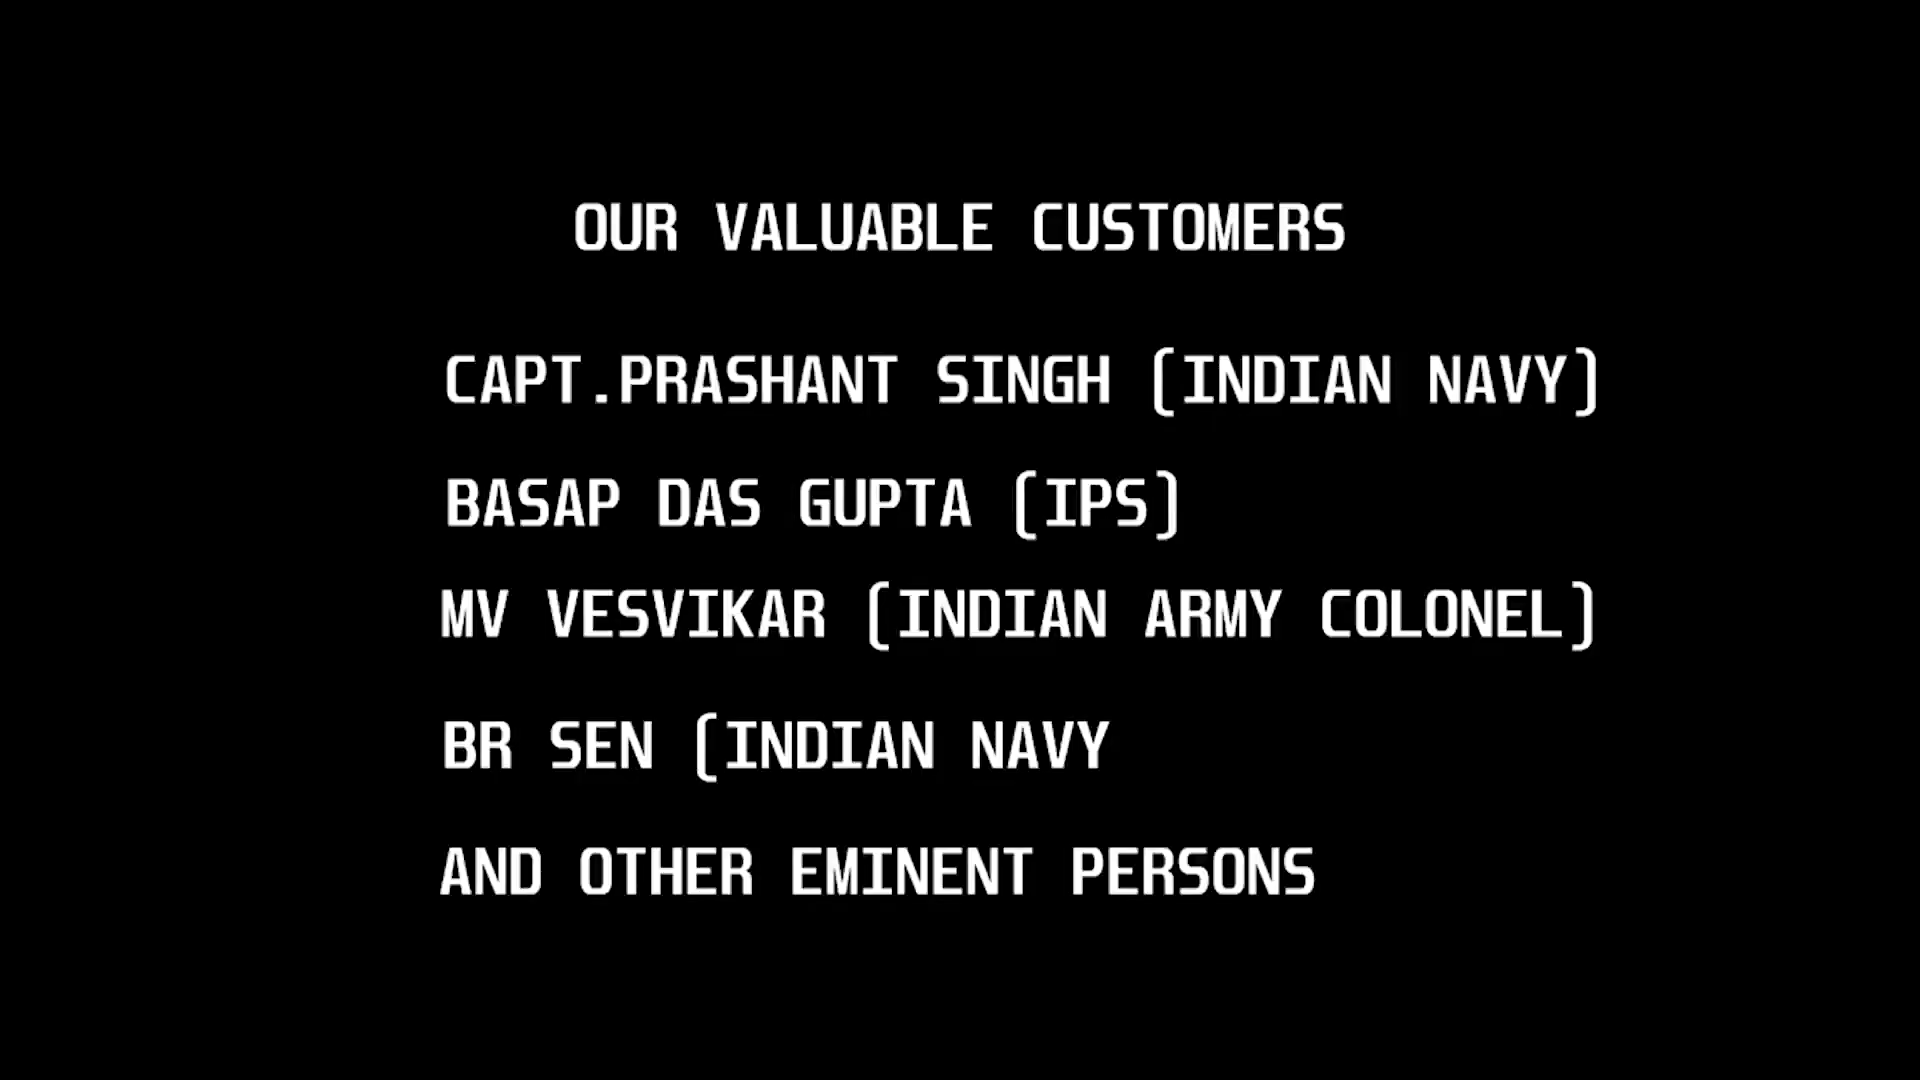 OUR VALUABLE CUSTOMERS
CAPT.PRASHANT SINGH (INDIAN NAVY)
BASAP DAS GUPTA (IPS)
MV VESVIKAR (INDIAN ARMY COLONEL)
BR SEN (INDIAN NAVY
AND OTHER EMINENT PERSONS